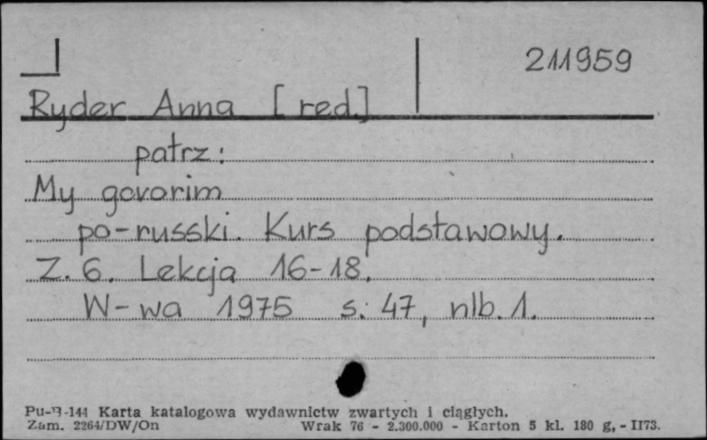 211959
Ryder Anna [red.]
patrz:
My govorim
po-russki. Kurs podstawowy.
Z. 6. Lekcja 16-18.
W-wa 1975 s. 47, nlb. 1.
Pu-B-144 Karta katalogowa wydawnictw zwartych i ciągłych.
Zam. 2264/DW/On Wrak 76 - 2.300.000 - Karton 5 kl. 180 g. - II73.